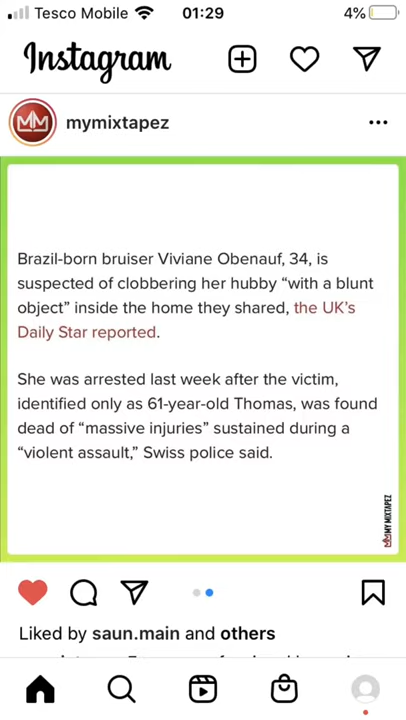 Tesco Mobile 01:29 4%
Instagram
mymixtapez
Brazil-born bruiser Viviane Obenauf, 34, is
suspected of clobbering her hubby “with a blunt
object” inside the home they shared, the UK’s
Daily Star reported.
She was arrested last week after the victim,
identified only as 61-year-old Thomas, was found
dead of “massive injuries” sustained during a
“violent assault,” Swiss police said.
MY MIXTAPEZ
Liked by saun.main and others